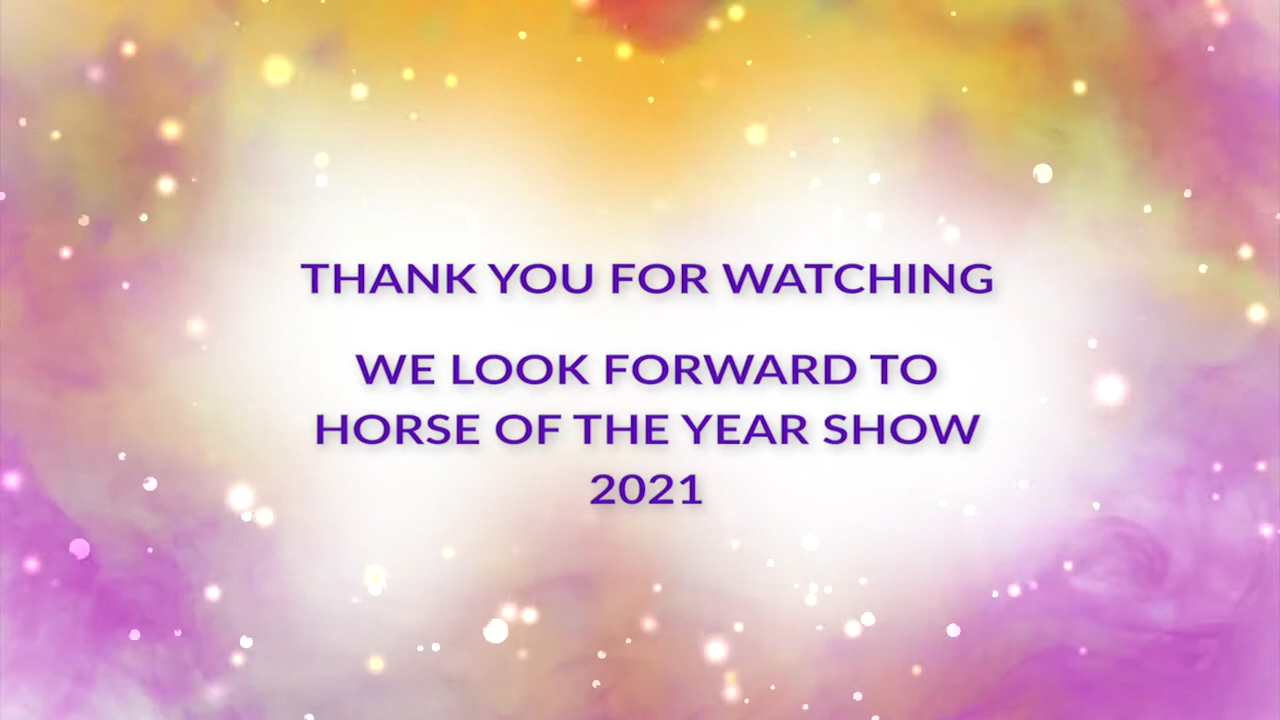 THANK YOU FOR WATCHING
WE LOOK FORWARD TO
HORSE OF THE YEAR SHOW
2021